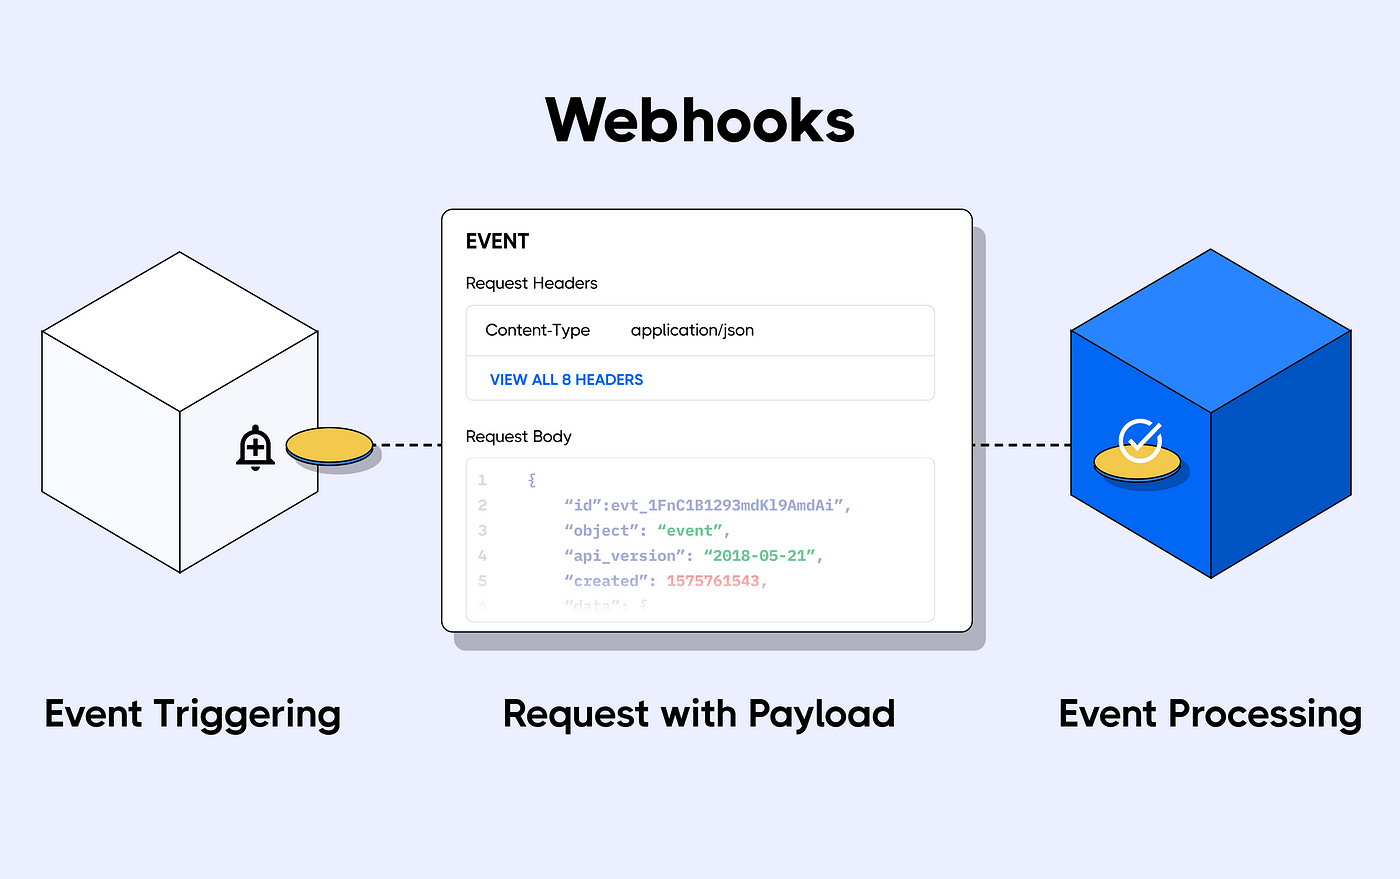 Webhooks
EVENT
Request Headers
Content-Type application/json
VIEW ALL 8 HEADERS
Request Body
1 {
2 “id”:evt_1FnC1B1293mdKl9AmdAi”,
3 “object”: “event”,
4 “api_version”: “2018-05-21”,
5 “created”: 1575761543,
6 “data”: {
Event Triggering
Request with Payload
Event Processing